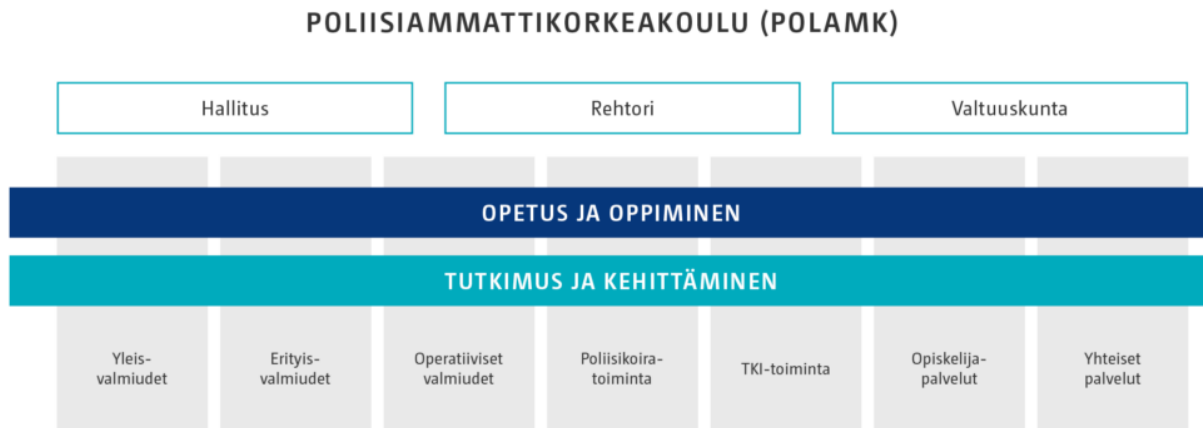 POLIISIAMMATTIKORKEAKOULU (POLAMK)
Hallitus
Rehtori
Valtuuskunta
OPETUS JA OPPIMINEN
TUTKIMUS JA KEHITTÄMINEN
Yleis-
valmiudet
Erityis-
valmiudet
Operatiiviset
valmiudet
Poliisikoira-
toiminta
TKI-toiminta
Opiskelija-
palvelut
Yhteiset
palvelut